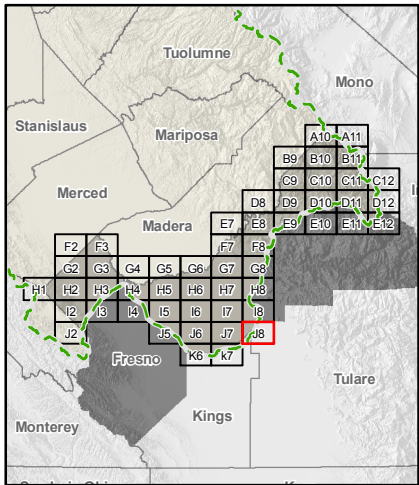 Tuolumne
Mono
Stanislaus
Mariposa
A10 A11
B9 B10 B11
Merced
C9 C10 C11 C12
D8 D9 D10 D11 D12
Madera
E7 E8 E9 E10 E11 E12
F2 F3 F7 F8
G2 G3 G4 G5 G6 G7 G8
H1 H2 H3 H4 H5 H6 H7 H8
I2 I3 I4 I5 I6 I7 I8
J2 J5 J6 J7 J8
Fresno K6 k7
Tulare
Kings
Monterey